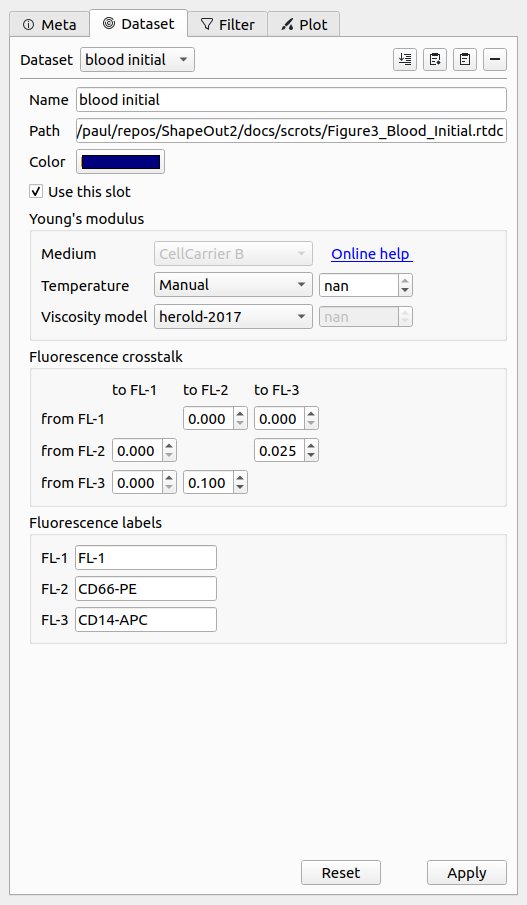 Meta Dataset Filter Plot
Dataset blood initial
Name blood initial
Path /paul/repos/ShapeOut2/docs/scrots/Figure3_Blood_Initial.rtdc
Color
Use this slot
Young's modulus
Medium CellCarrier B Online help
Temperature Manual nan
Viscosity model herold-2017 nan
Fluorescence crosstalk
to FL-1 to FL-2 to FL-3
from FL-1 0.000 0.000
from FL-2 0.000 0.025
from FL-3 0.000 0.100
Fluorescence labels
FL-1 FL-1
FL-2 CD66-PE
FL-3 CD14-APC
Reset Apply